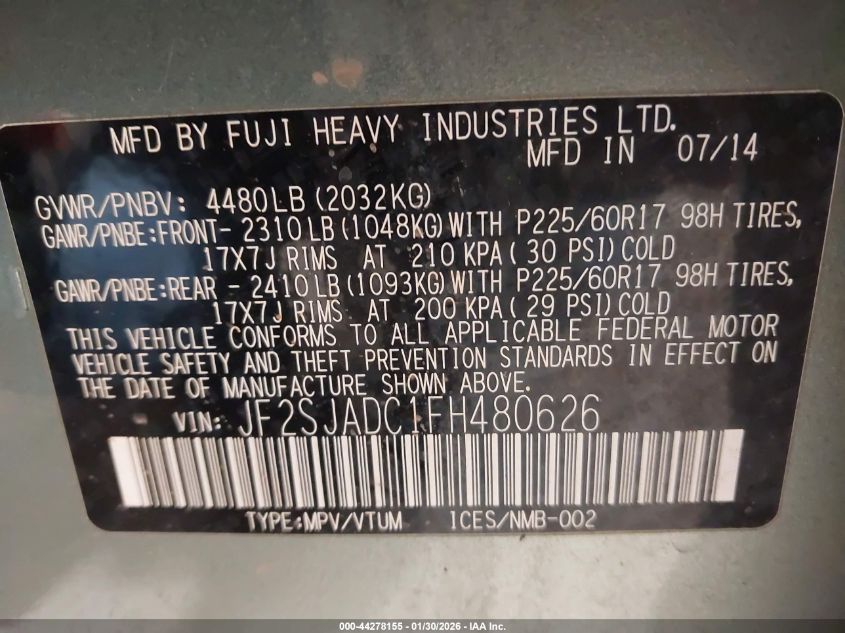 MFD BY FUJI HEAVY INDUSTRIES LTD.
MFD IN 07/14
GVWR/PNBV: 4480LB (2032KG)
GAWR/PNBE:FRONT- 2310LB (1048KG) WITH P225/60R17 98H TIRES,
17X7J RIMS AT 210 KPA( 30 PSI) COLD
GAWR/PNBE:REAR - 2410LB (1093KG) WITH P225/60R17 98H TIRES,
17X7J RIMS AT 200 KPA( 29 PSI) COLD
THIS VEHICLE CONFORMS TO ALL APPLICABLE FEDERAL MOTOR
VEHICLE SAFETY AND THEFT PREVENTION STANDARDS IN EFFECT ON
THE DATE OF MANUFACTURE SHOWN ABOVE.
VIN: JF2SJADC1FH480626
TYPE:MPV/VTUM ICES/NMB-002
000-44278155 - 01/30/2026 - IAA Inc.